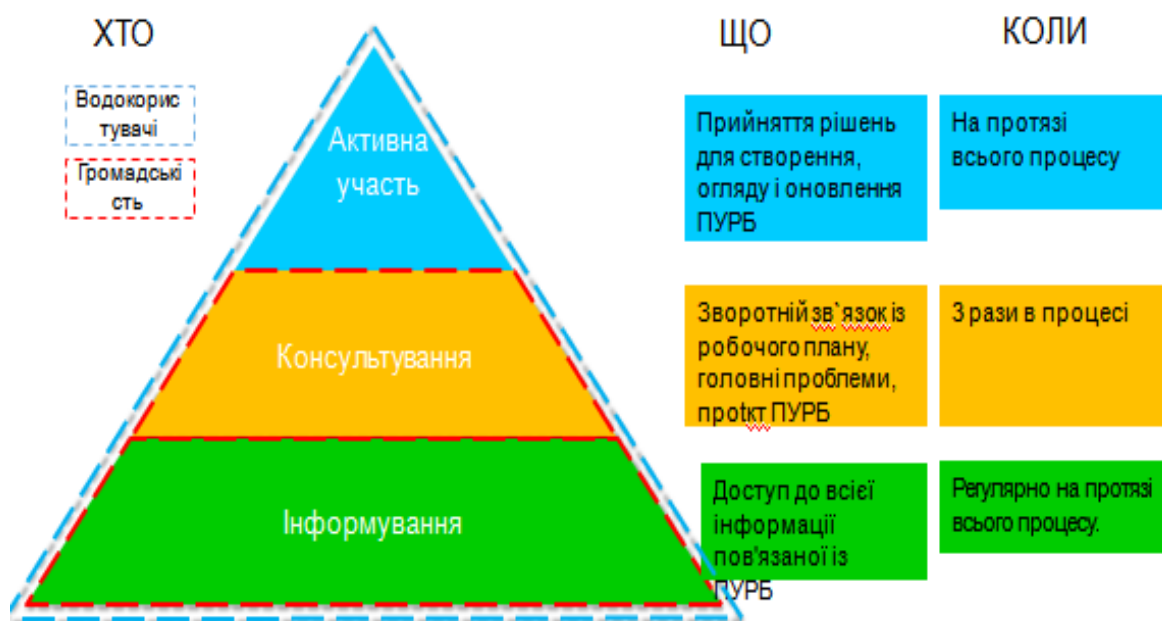 ХТО
ЩО
КОЛИ
Водокорис
тувачі
Громадські
сть
Активна
участь
Прийняття рішень
для створення,
огляду і оновлення
ПУРБ
На протязі
всього процесу
Консультування
Зворотній зв`язок із
робочого плану,
головні проблеми,
проtкт ПУРБ
3 рази в процесі
Інформування
Доступ до всієї
інформації
пов'язаної із
ПУРБ
Регулярно на протязі
всього процесу.